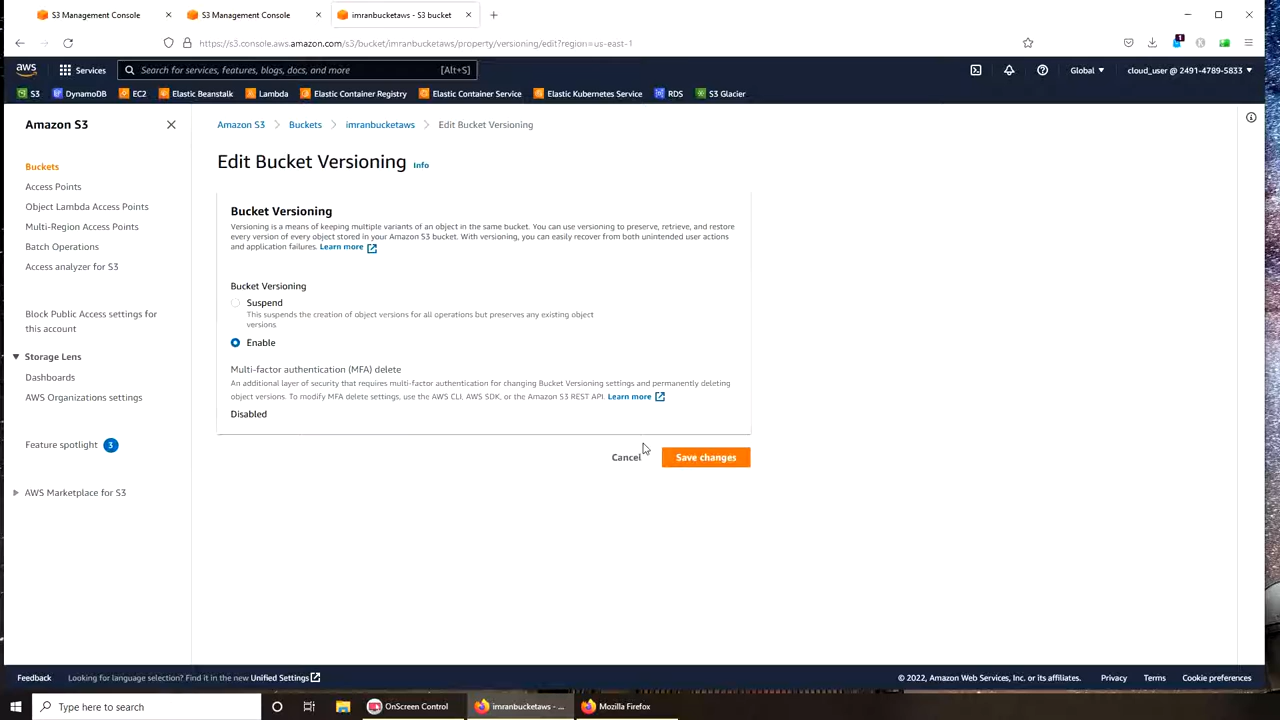 S3 Management Console
S3 Management Console
imranbucketaws - S3 bucket
https://s3.console.aws.amazon.com/s3/bucket/imranbucketaws/property/versioning/edit?region=us-east-1
1
aws
Services
Search for services, features, blogs, docs, and more
[Alt+S]
Global
cloud_user @ 2491-4789-5833
S3
DynamoDB
EC2
Elastic Beanstalk
Lambda
Elastic Container Registry
Elastic Container Service
Elastic Kubernetes Service
RDS
S3 Glacier
Amazon S3
Buckets
Access Points
Object Lambda Access Points
Multi-Region Access Points
Batch Operations
Access analyzer for S3
Block Public Access settings for
this account
Storage Lens
Dashboards
AWS Organizations settings
Feature spotlight 3
AWS Marketplace for S3
Amazon S3 > Buckets > imranbucketaws > Edit Bucket Versioning
Edit Bucket Versioning Info
Bucket Versioning
Versioning is a means of keeping multiple variants of an object in the same bucket. You can use versioning to preserve, retrieve, and restore
every version of every object stored in your Amazon S3 bucket. With versioning, you can easily recover from both unintended user actions
and application failures. Learn more
Bucket Versioning
Suspend
This suspends the creation of object versions for all operations but preserves any existing object
versions.
Enable
Multi-factor authentication (MFA) delete
An additional layer of security that requires multi-factor authentication for changing Bucket Versioning settings and permanently deleting
object versions. To modify MFA delete settings, use the AWS CLI, AWS SDK, or the Amazon S3 REST API. Learn more
Disabled
Cancel
Save changes
Feedback
Looking for language selection? Find it in the new Unified Settings
© 2022, Amazon Web Services, Inc. or its affiliates.
Privacy
Terms
Cookie preferences
Type here to search
OnScreen Control
imranbucketaws - ...
Mozilla Firefox